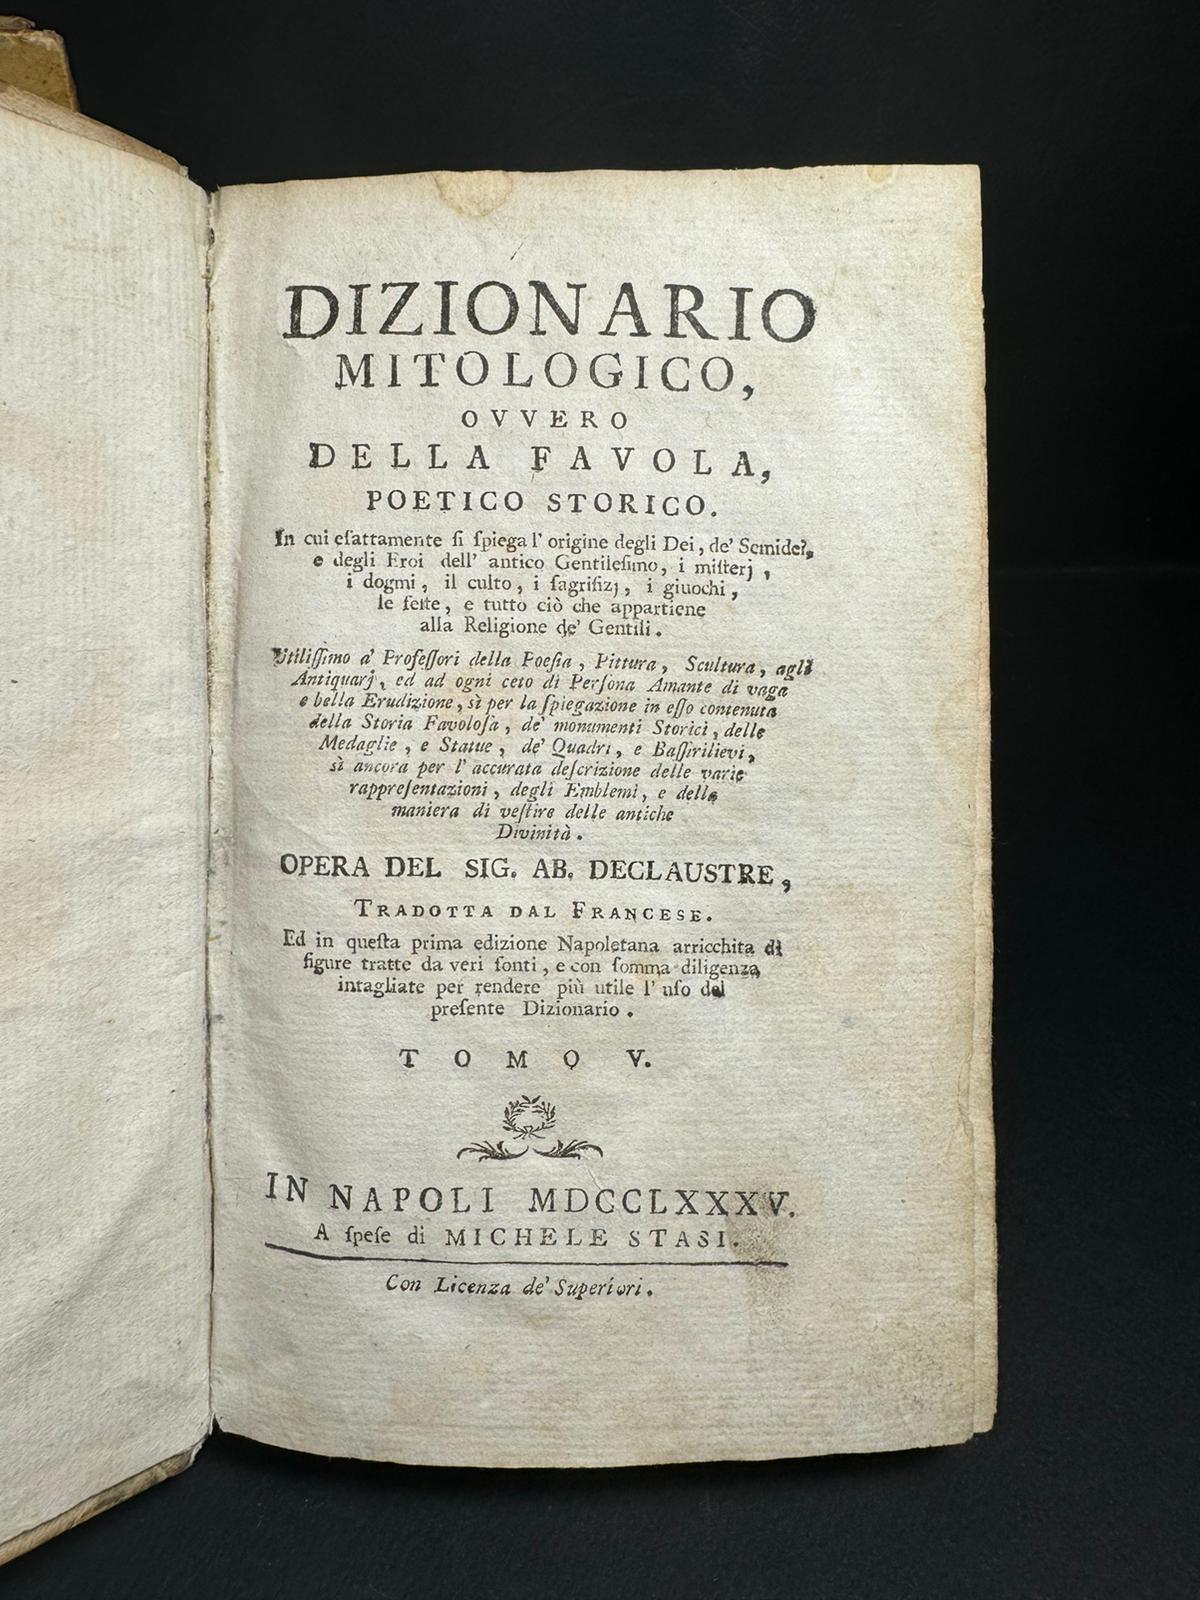 DIZIONARIO
MITOLOGICO,
OVVERO
DELLA FAVOLA,
POETICO STORICO.
In cui eſattamente ſi ſpiega l' origine degli Dei, de' Semidei,
e degli Eroi dell' antico Gentileſimo, i miſterj,
i dogmi, il culto, i ſagrifizj, i giuochi,
le feſte, e tutto ciò che appartiene
alla Religione de' Gentili.
Utiliſſimo a' Profeſſori della Poeſia, Pittura, Scultura, agli
Antiquarj, ed ad ogni ceto di Perſona Amante di vaga
e bella Erudizione, sì per la ſpiegazione in eſſo contenuta
della Storia Favoloſa, de' monumenti Storici, delle
Medaglie, e Statue, de' Quadri, e Baſſirilievi,
sì ancora per l' accurata deſcrizione delle varie
rappreſentazioni, degli Emblemi, e della
maniera di veſtire delle antiche
Divinità.
OPERA DEL SIG. AB. DECLAUSTRE,
TRADOTTA DAL FRANCESE.
Ed in queſta prima edizione Napoletana arricchita di
figure tratte da veri fonti, e con ſomma diligenza
intagliate per rendere più utile l' uſo del
preſente Dizionario.
TOMO V.
IN NAPOLI MDCCLXXXV.
A ſpeſe di MICHELE STASI.
Con Licenza de' Superiori.